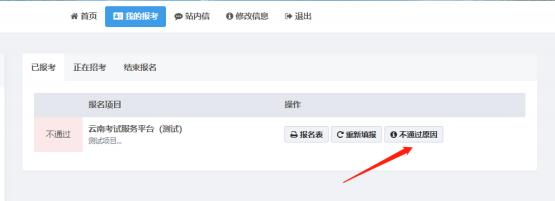 首页 我的报考 站内信 修改信息 退出
已报考 正在招考 结束报名
报名项目 操作
不通过 云南考试服务平台（测试） 报名表 重新填报 不通过原因
测试项目...